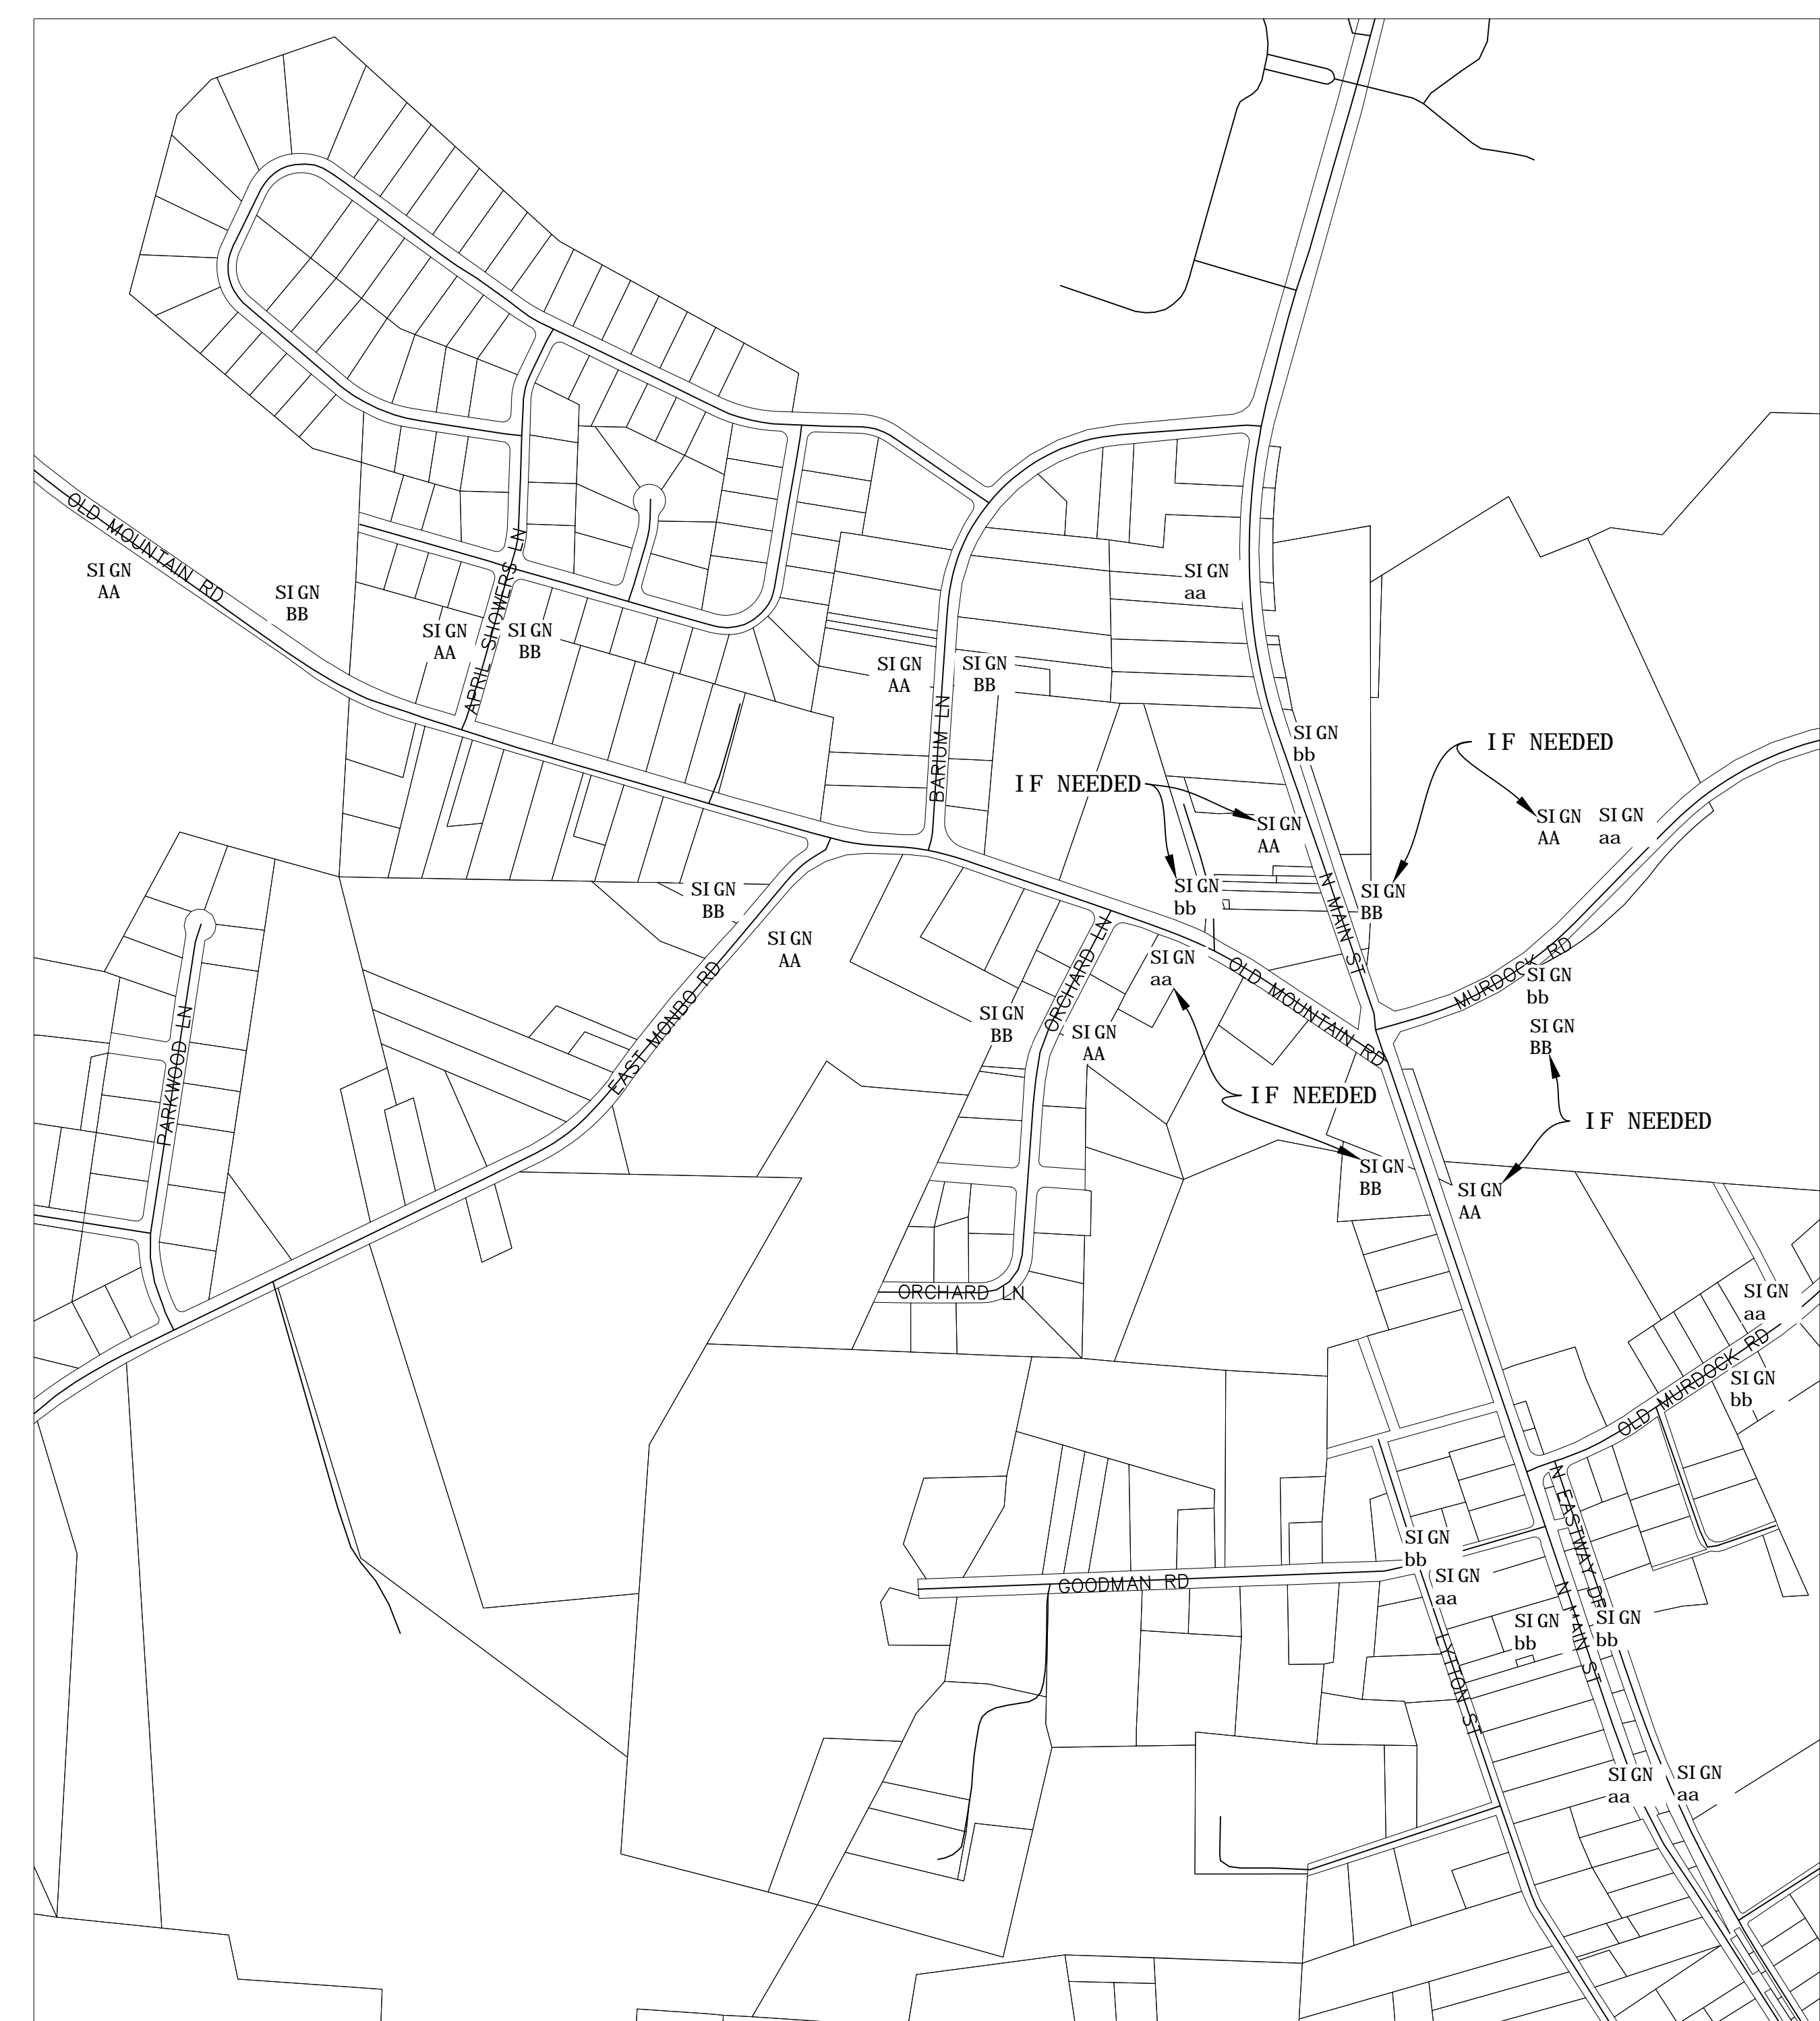 OLD MOUNTAIN RD
SIGN
AA
SIGN
BB
SIGN
AA
APRIL SHOWERS LN
SIGN
BB
SIGN
AA
SIGN
BB
BARIUM LN
SIGN
aa
SIGN
bb
IF NEEDED
IF NEEDED
SIGN
AA
SIGN
aa
SIGN
AA
SIGN
bb
SIGN
BB
N MAIN ST
SIGN
BB
SIGN
AA
EAST MONBO RD
ORCHARD LN
SIGN
aa
OLD MOUNTAIN RD
MURDOCK RD
SIGN
bb
SIGN
BB
SIGN
AA
SIGN
BB
PARKWOOD LN
IF NEEDED
IF NEEDED
SIGN
BB
SIGN
AA
ORCHARD LN
SIGN
aa
OLD MURDOCK RD
SIGN
bb
N EASTWAY DR
SIGN
bb
GOODMAN RD
SIGN
aa
SIGN
bb
N MAIN ST
SIGN
bb
LYTON ST
SIGN
aa
SIGN
aa